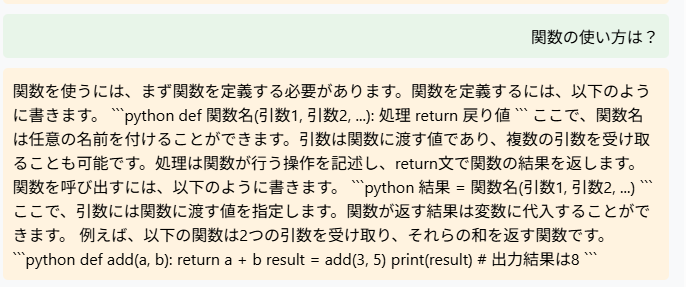 関数の使い方は？
関数を使うには、まず関数を定義する必要があります。関数を定義するには、以下のよう
に書きます。 ```python def 関数名(引数1, 引数2, ...): 処理 return 戻り値 ``` ここで、関数名
は任意の名前を付けることができます。引数は関数に渡す値であり、複数の引数を受け取
ることも可能です。処理は関数が行う操作を記述し、return文で関数の結果を返します。
関数を呼び出すには、以下のように書きます。 ```python 結果 = 関数名(引数1, 引数2, ...) ```
ここで、引数には関数に渡す値を指定します。関数が返す結果は変数に代入することがで
きます。 例えば、以下の関数は2つの引数を受け取り、それらの和を返す関数です。
```python def add(a, b): return a + b result = add(3, 5) print(result) # 出力結果は8 ```